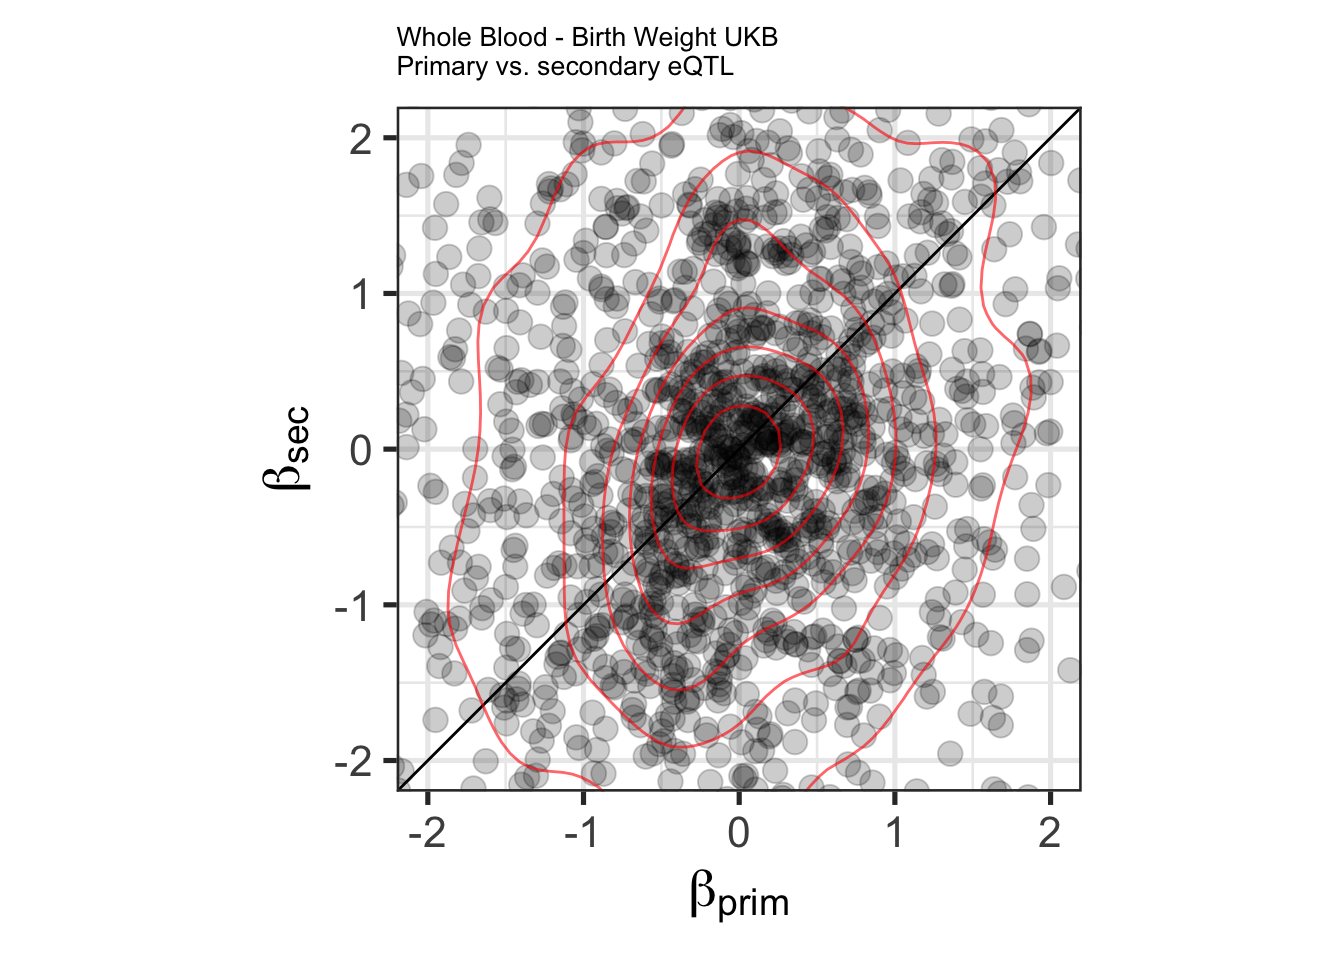 Whole Blood - Birth Weight UKB
Primary vs. secondary eQTL
2
1
0
-1
-2
βsec
-2 -1 0 1 2
βprim